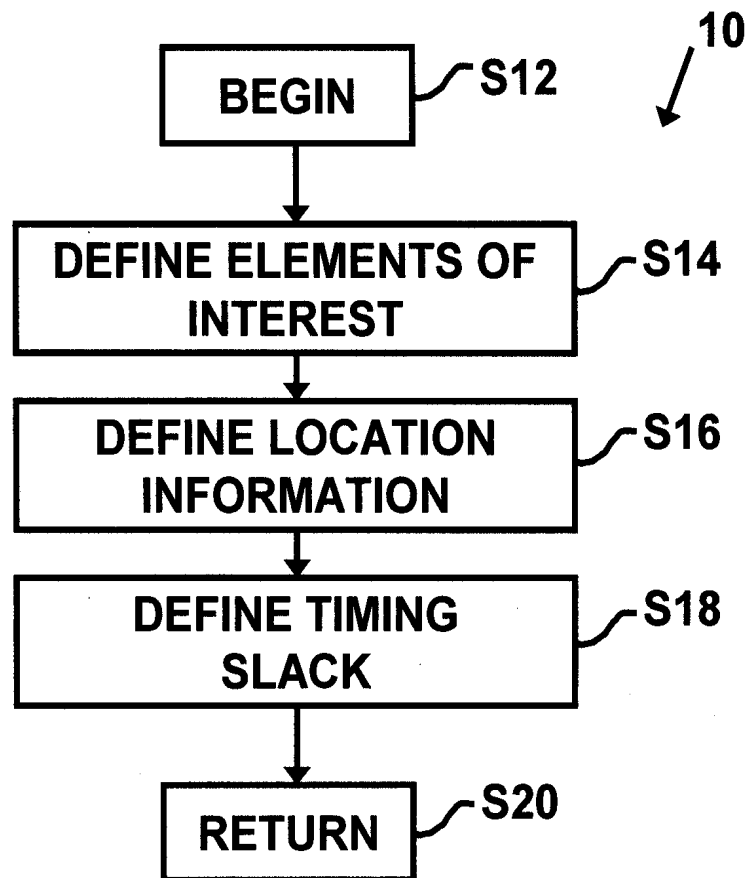 10
BEGIN
S12
DEFINE ELEMENTS OF
INTEREST
S14
DEFINE LOCATION
INFORMATION
S16
DEFINE TIMING
SLACK
S18
RETURN
S20